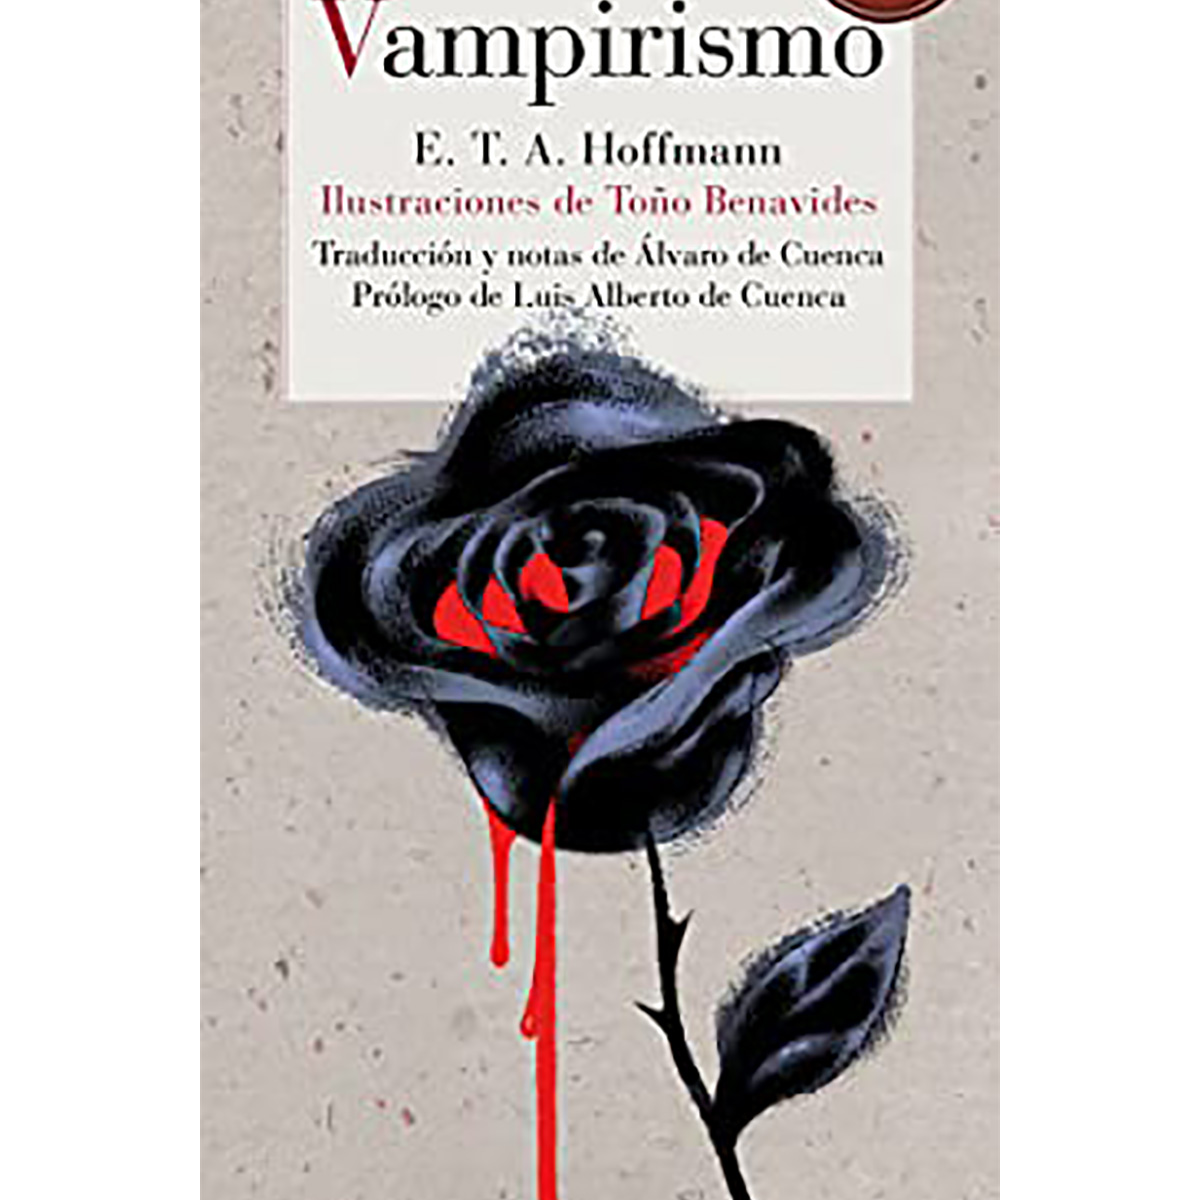 Vampirismo
E. T. A. Hoffmann
Ilustraciones de Toño Benavides
Traducción y notas de Álvaro de Cuenca
Prólogo de Luis Alberto de Cuenca